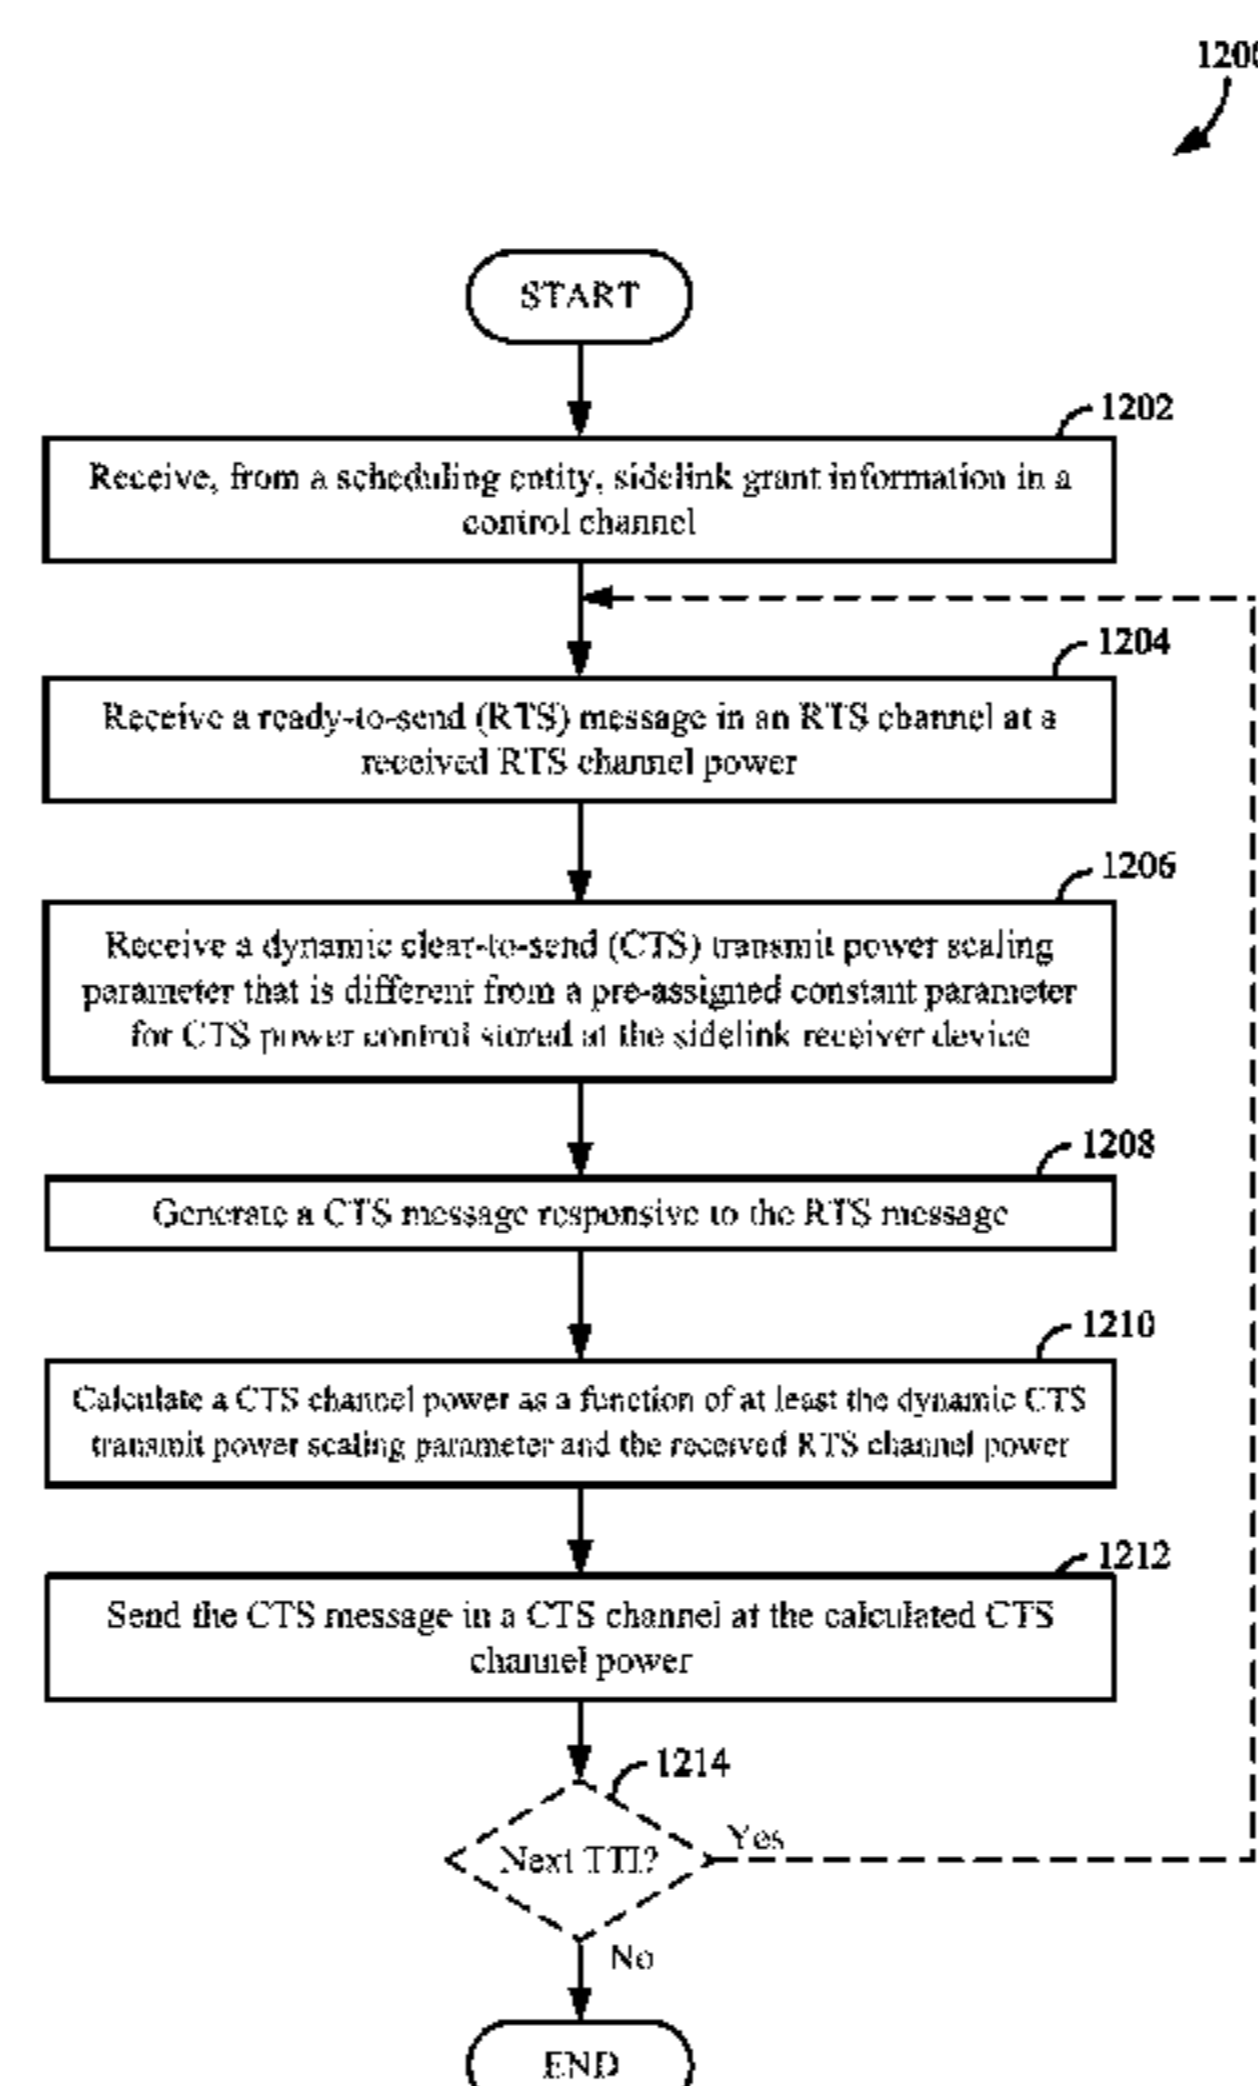 1200
START
1202
Receive, from a scheduling entity, sidelink grant information in a
control channel
1204
Receive a ready-to-send (RTS) message in an RTS channel at a
received RTS channel power
1206
Receive a dynamic clear-to-send (CTS) transmit power scaling
parameter that is different from a pre-assigned constant parameter
for CTS power control stored at the sidelink receiver device
1208
Generate a CTS message responsive to the RTS message
1210
Calculate a CTS channel power as a function of at least the dynamic CTS
transmit power scaling parameter and the received RTS channel power
1212
Send the CTS message in a CTS channel at the calculated CTS
channel power
1214
Next TTI?
Yes
No
END